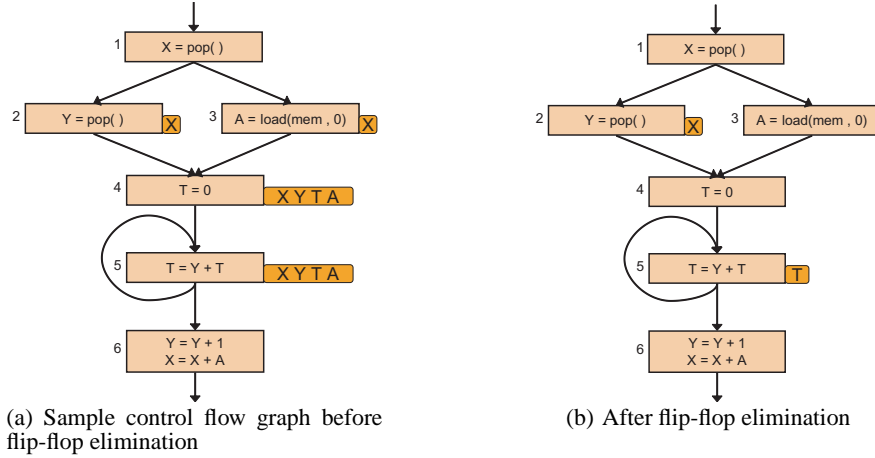 1
X = pop( )
2
Y = pop( )
X
3
A = load(mem , 0)
X
4
T = 0
X Y T A
5
T = Y + T
X Y T A
6
Y = Y + 1
X = X + A
(a) Sample control flow graph before
flip-flop elimination
1
X = pop( )
2
Y = pop( )
X
3
A = load(mem , 0)
4
T = 0
5
T = Y + T
T
6
Y = Y + 1
X = X + A
(b) After flip-flop elimination